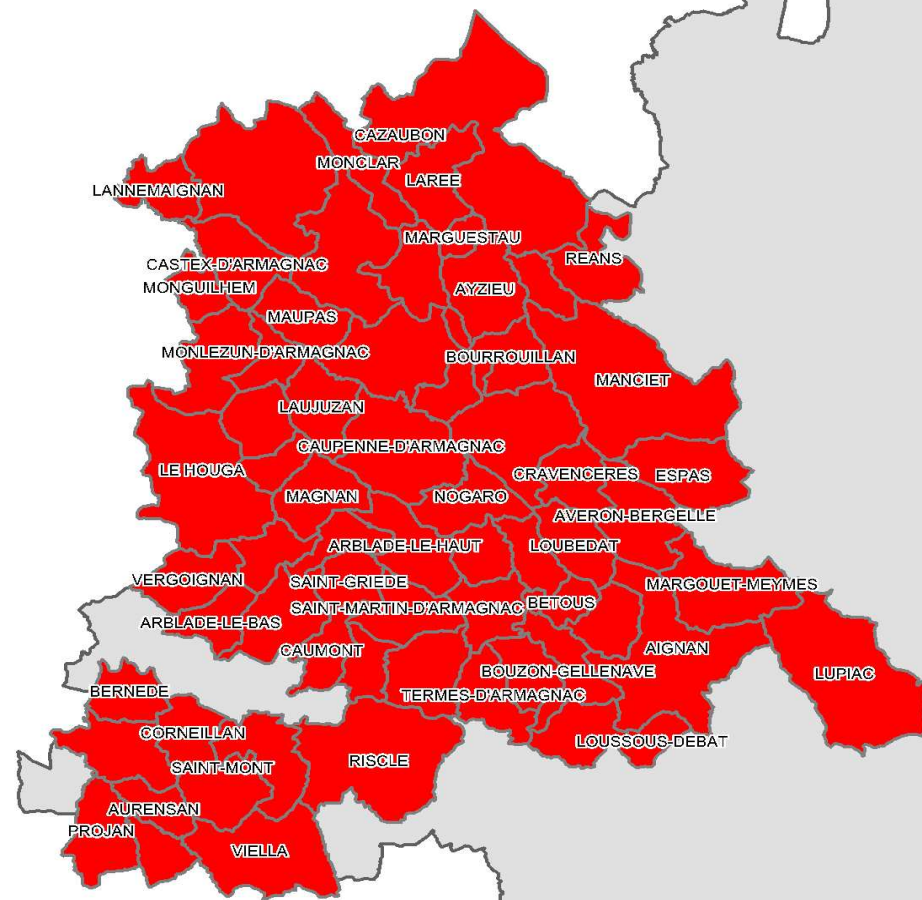 CAZAUBON
MONCLAR
LAREE
LANNEMAIGNAN
MARGUESTAU
REANS
CASTEX-D'ARMAGNAC
MONGUILHEM
AYZIEU
MAUPAS
MONLEZUN-D'ARMAGNAC
BOURROUILLAN
MANCIET
LAUJUZAN
CAUPENNE-D'ARMAGNAC
LE HOUGA
CRAVENCERES
ESPAS
MAGNAN
NOGARO
AVERON-BERGELLE
ARBLADE-LE-HAUT
LOUBEDAT
VERGOIGNAN
SAINT-GRIEDE
MARGOUET-MEYMES
SAINT-MARTIN-D'ARMAGNAC
BETOUS
ARBLADE-LE-BAS
CAUMONT
AIGNAN
BOUZON-GELLENAVE
LUPIAC
BERNEDE
TERMES-D'ARMAGNAC
CORNEILLAN
LOUSSOUS-DEBAT
SAINT-MONT
RISCLE
AURENSAN
PROJAN
VIELLA